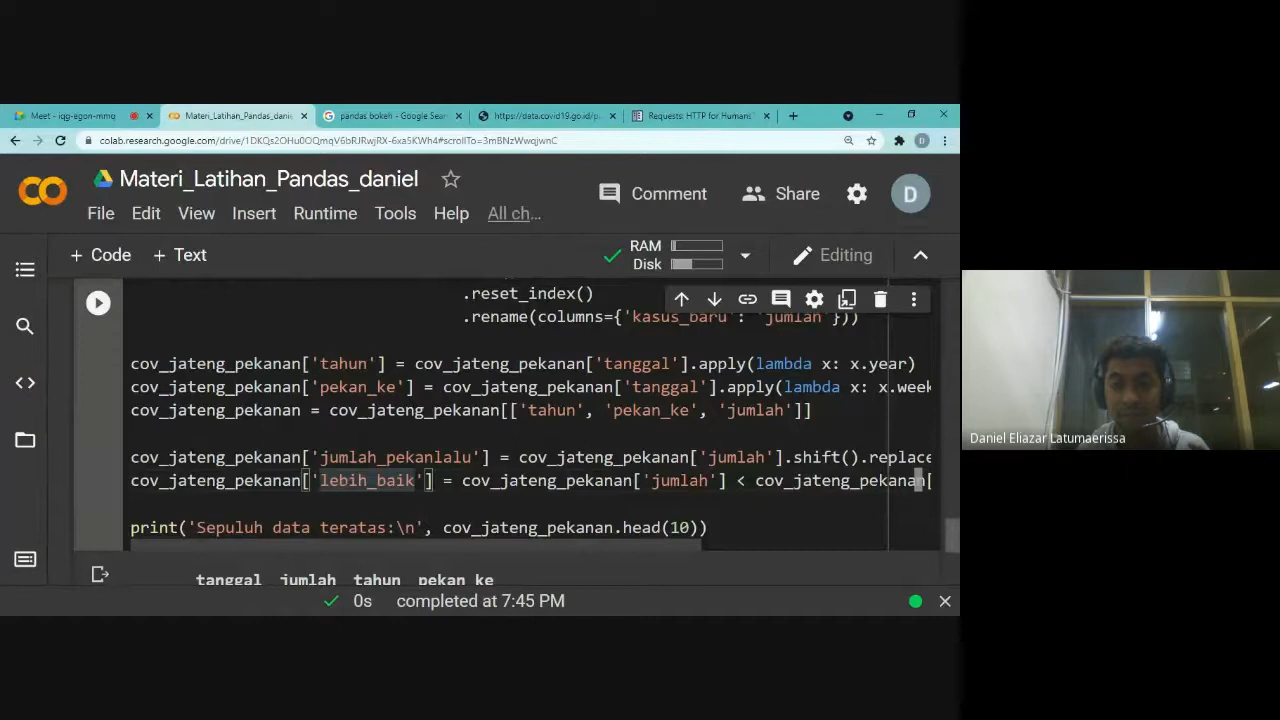 Meet - iqg-egon-mmq
Materi_Latihan_Pandas_danie
pandas bokeh - Google Sear
https://data.covid19.go.id/p
Requests: HTTP for Humans
colab.research.google.com/drive/1DKQs2OHu0OQmqV6bRJRwjRX-6xa5KWh4#scrollTo=3mBNzWwqjwnC
Materi_Latihan_Pandas_daniel
Comment
Share
D
File Edit View Insert Runtime Tools Help All ch...
+ Code + Text
RAM
Disk
Editing
.reset_index()
.rename(columns={'kasus_baru': 'jumlah'}))
cov_jateng_pekanan['tahun'] = cov_jateng_pekanan['tanggal'].apply(lambda x: x.year)
cov_jateng_pekanan['pekan_ke'] = cov_jateng_pekanan['tanggal'].apply(lambda x: x.week
cov_jateng_pekanan = cov_jateng_pekanan[['tahun', 'pekan_ke', 'jumlah']]
cov_jateng_pekanan['jumlah_pekanlalu'] = cov_jateng_pekanan['jumlah'].shift().replace
cov_jateng_pekanan['lebih_baik'] = cov_jateng_pekanan['jumlah'] < cov_jateng_pekanan[
print('Sepuluh data teratas:\n', cov_jateng_pekanan.head(10))
tanggal jumlah tahun pekan_ke
0s completed at 7:45 PM
Daniel Eliazar Latumaerissa